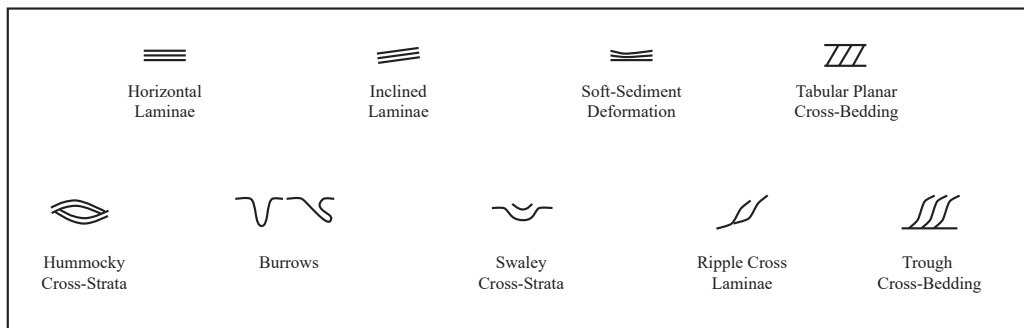 Horizontal
Laminae
Inclined
Laminae
Soft-Sediment
Deformation
Tabular Planar
Cross-Bedding
Hummocky
Cross-Strata
Burrows
Swaley
Cross-Strata
Ripple Cross
Laminae
Trough
Cross-Bedding